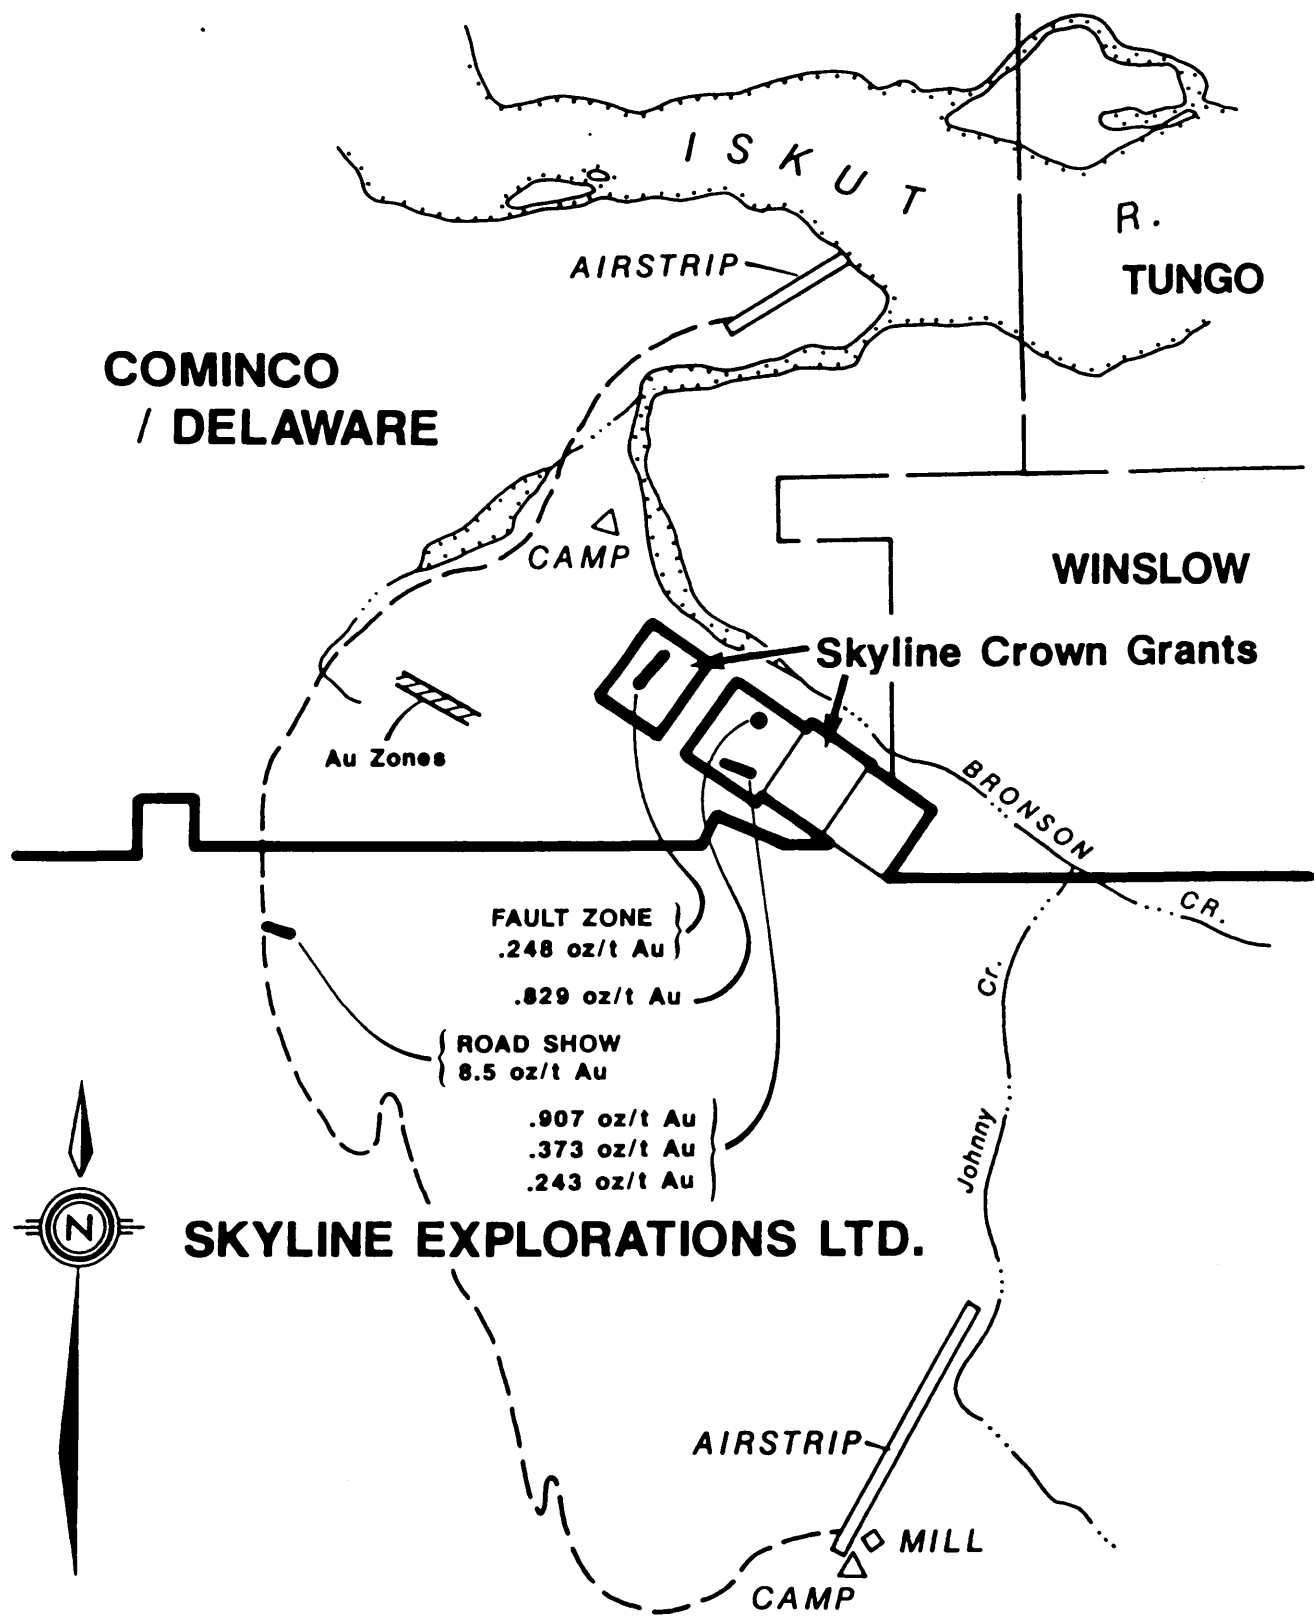 ISKUT R.
AIRSTRIP
TUNGO
COMINCO
/ DELAWARE
CAMP
WINSLOW
Skyline Crown Grants
Au Zones
BRONSON CR.
FAULT ZONE
.248 oz/t Au
.829 oz/t Au
ROAD SHOW
8.5 oz/t Au
.907 oz/t Au
.373 oz/t Au
.243 oz/t Au
Johnny Cr.
N
SKYLINE EXPLORATIONS LTD.
AIRSTRIP
MILL
CAMP